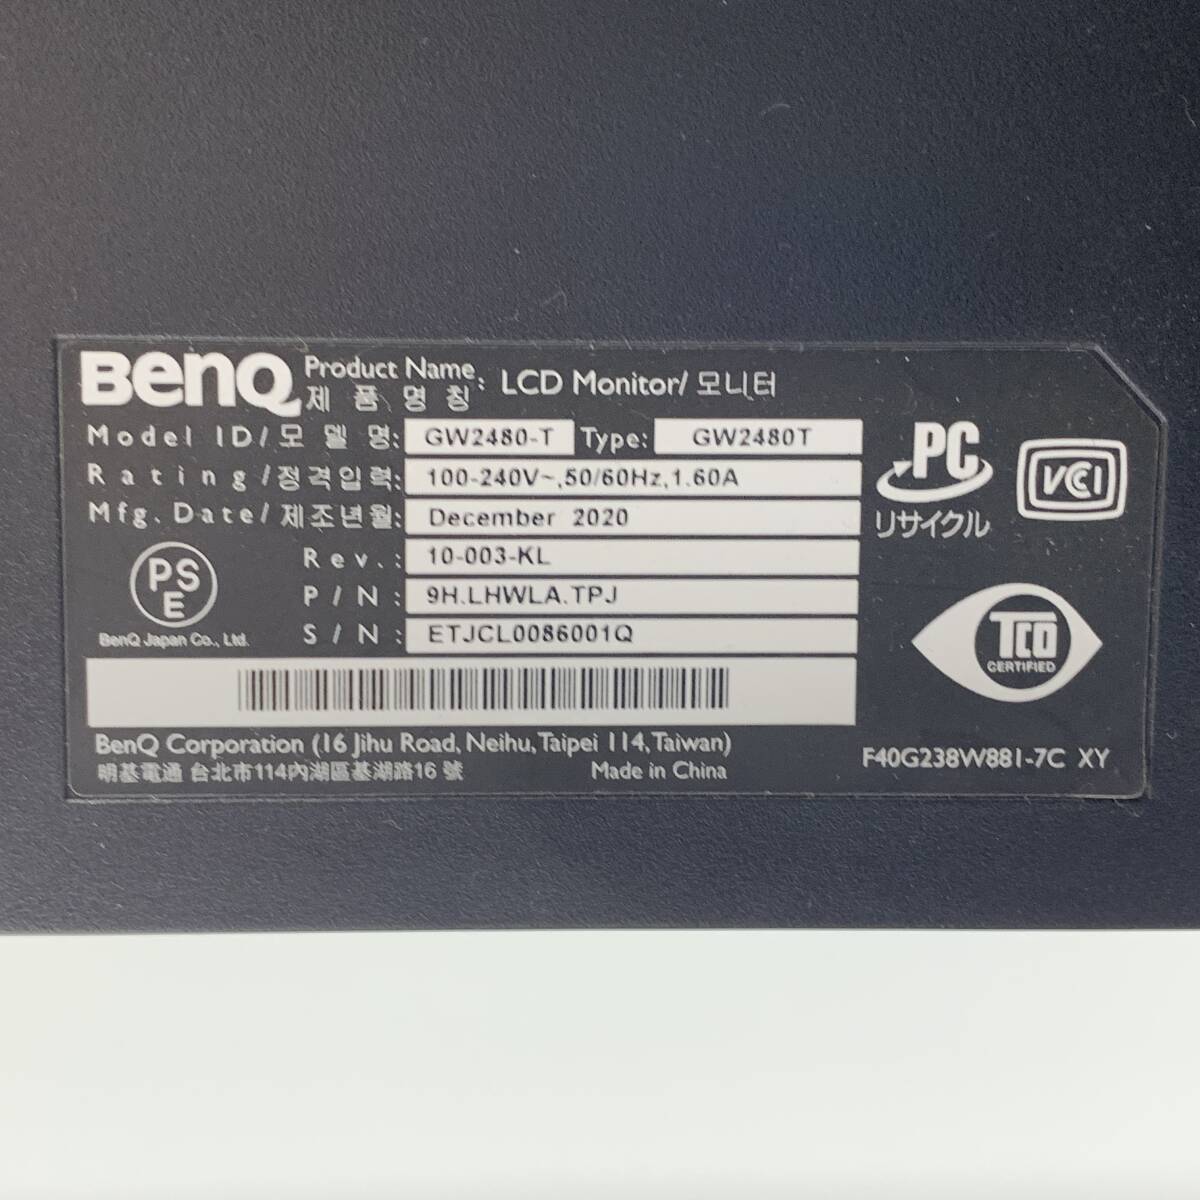 BenQ Product Name / 제품명칭: LCD Monitor/ 모니터
Model ID/모델명: GW2480-T Type: GW2480T
Rating/정격입력: 100-240V~,50/60Hz,1.60A
Mfg. Date/제조년월: December 2020
Rev.: 10-003-KL
P/N: 9H.LHWLA.TPJ
S/N: ETJCL0086001Q
PSE
BenQ Japan Co., Ltd.
PC
リサイクル
VCCI
TCO
CERTIFIED
BenQ Corporation (16 Jihu Road, Neihu, Taipei 114, Taiwan)
明基電通 台北市114內湖區基湖路16 號 Made in China
F40G238W881-7C XY